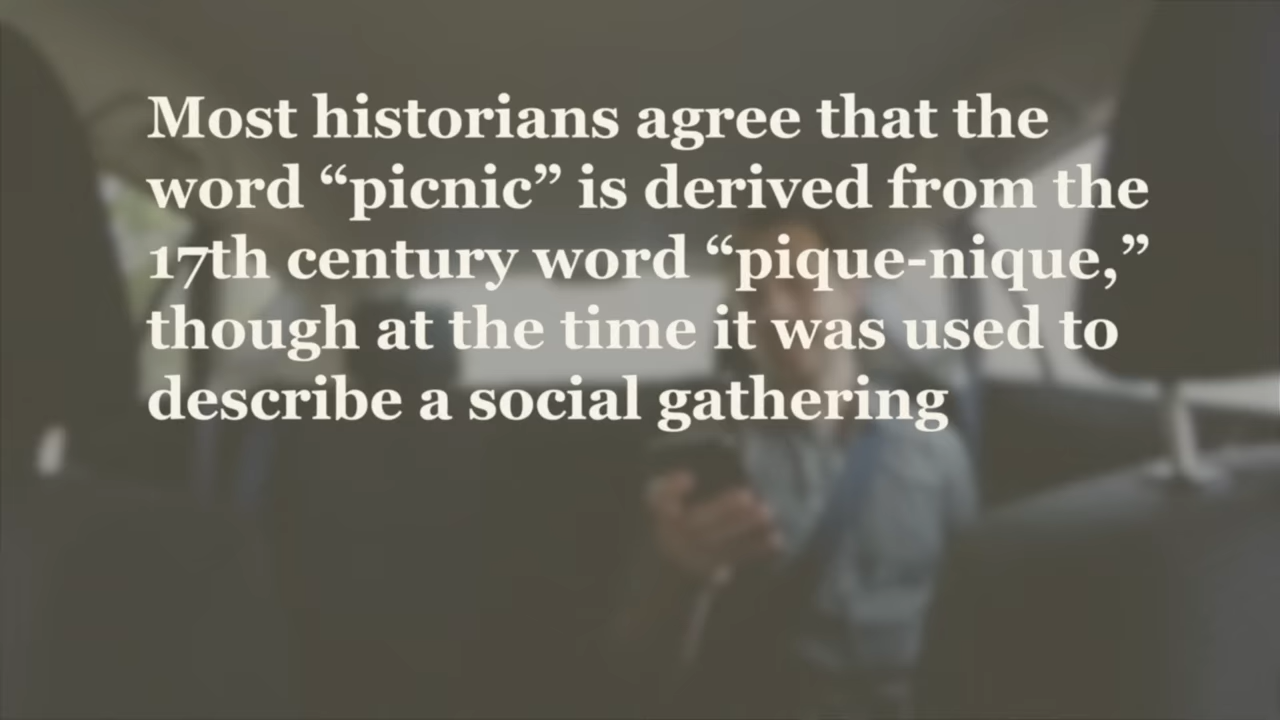 Most historians agree that the
word “picnic” is derived from the
17th century word “pique-nique,”
though at the time it was used to
describe a social gathering